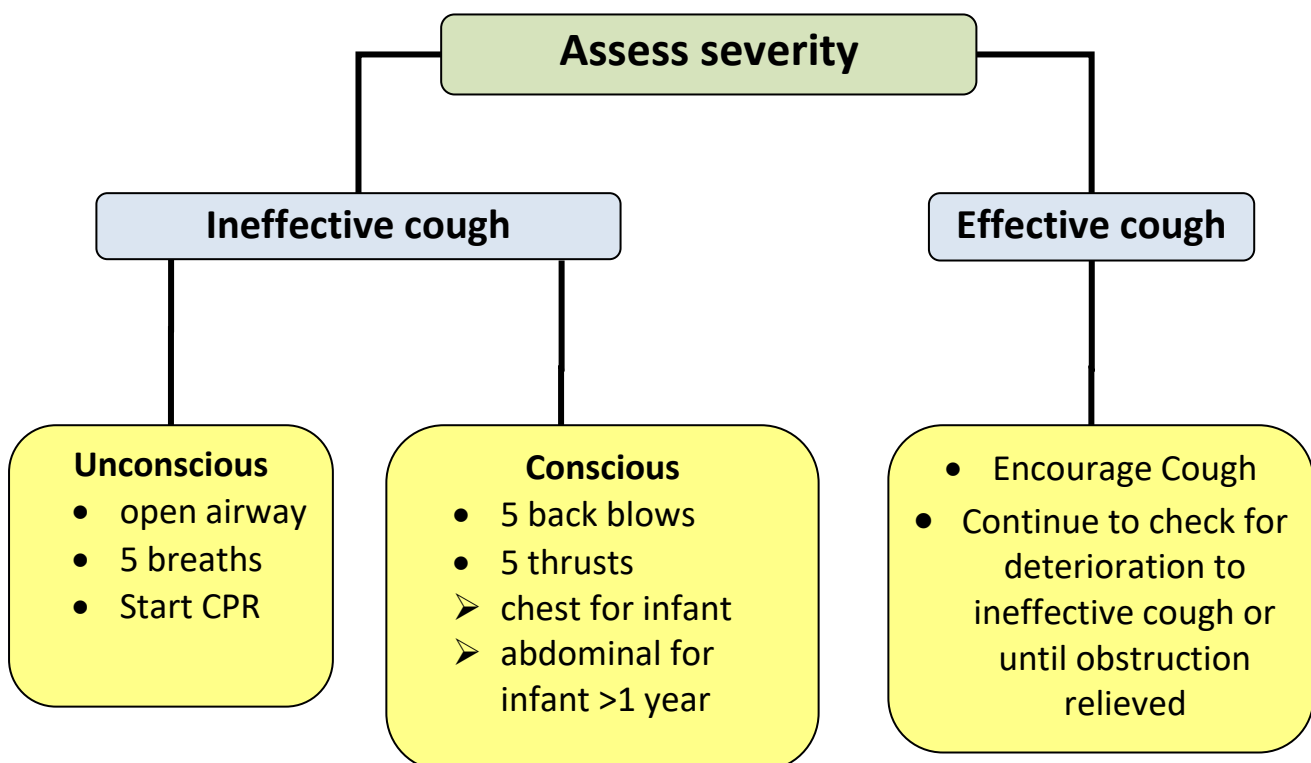 Assess severity
Ineffective cough
Effective cough
Unconscious
• open airway
• 5 breaths
• Start CPR
Conscious
• 5 back blows
• 5 thrusts
➢ chest for infant
➢ abdominal for
infant >1 year
• Encourage Cough
• Continue to check for
deterioration to
ineffective cough or
until obstruction
relieved